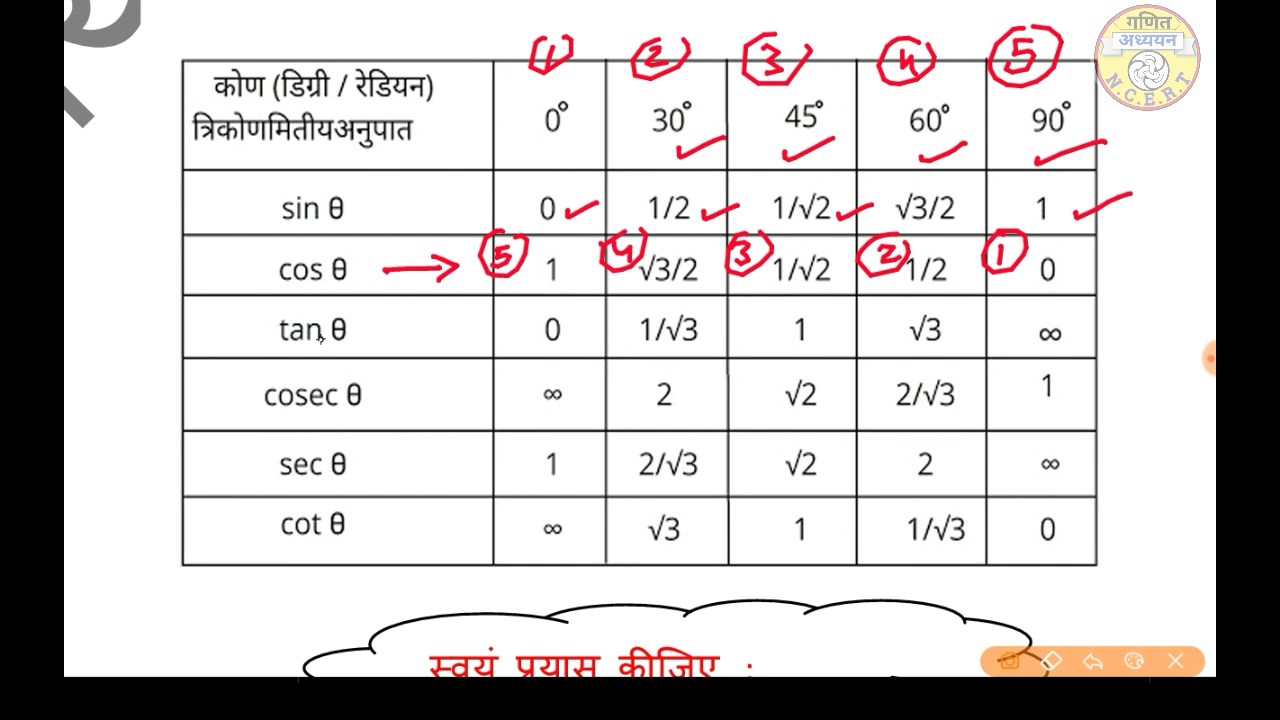 गणित
अध्ययन
N.C.E.R.T
1 2 3 4 5
कोण (डिग्री / रेडियन)
त्रिकोणमितीयअनुपात
0° 30° 45° 60° 90°
sin θ 0 1/2 1/√2 √3/2 1
5 4 3 2 1
cos θ 1 √3/2 1/√2 1/2 0
tan θ 0 1/√3 1 √3 ∞
cosec θ ∞ 2 √2 2/√3 1
sec θ 1 2/√3 √2 2 ∞
cot θ ∞ √3 1 1/√3 0
स्वयं प्रयास कीजिए :